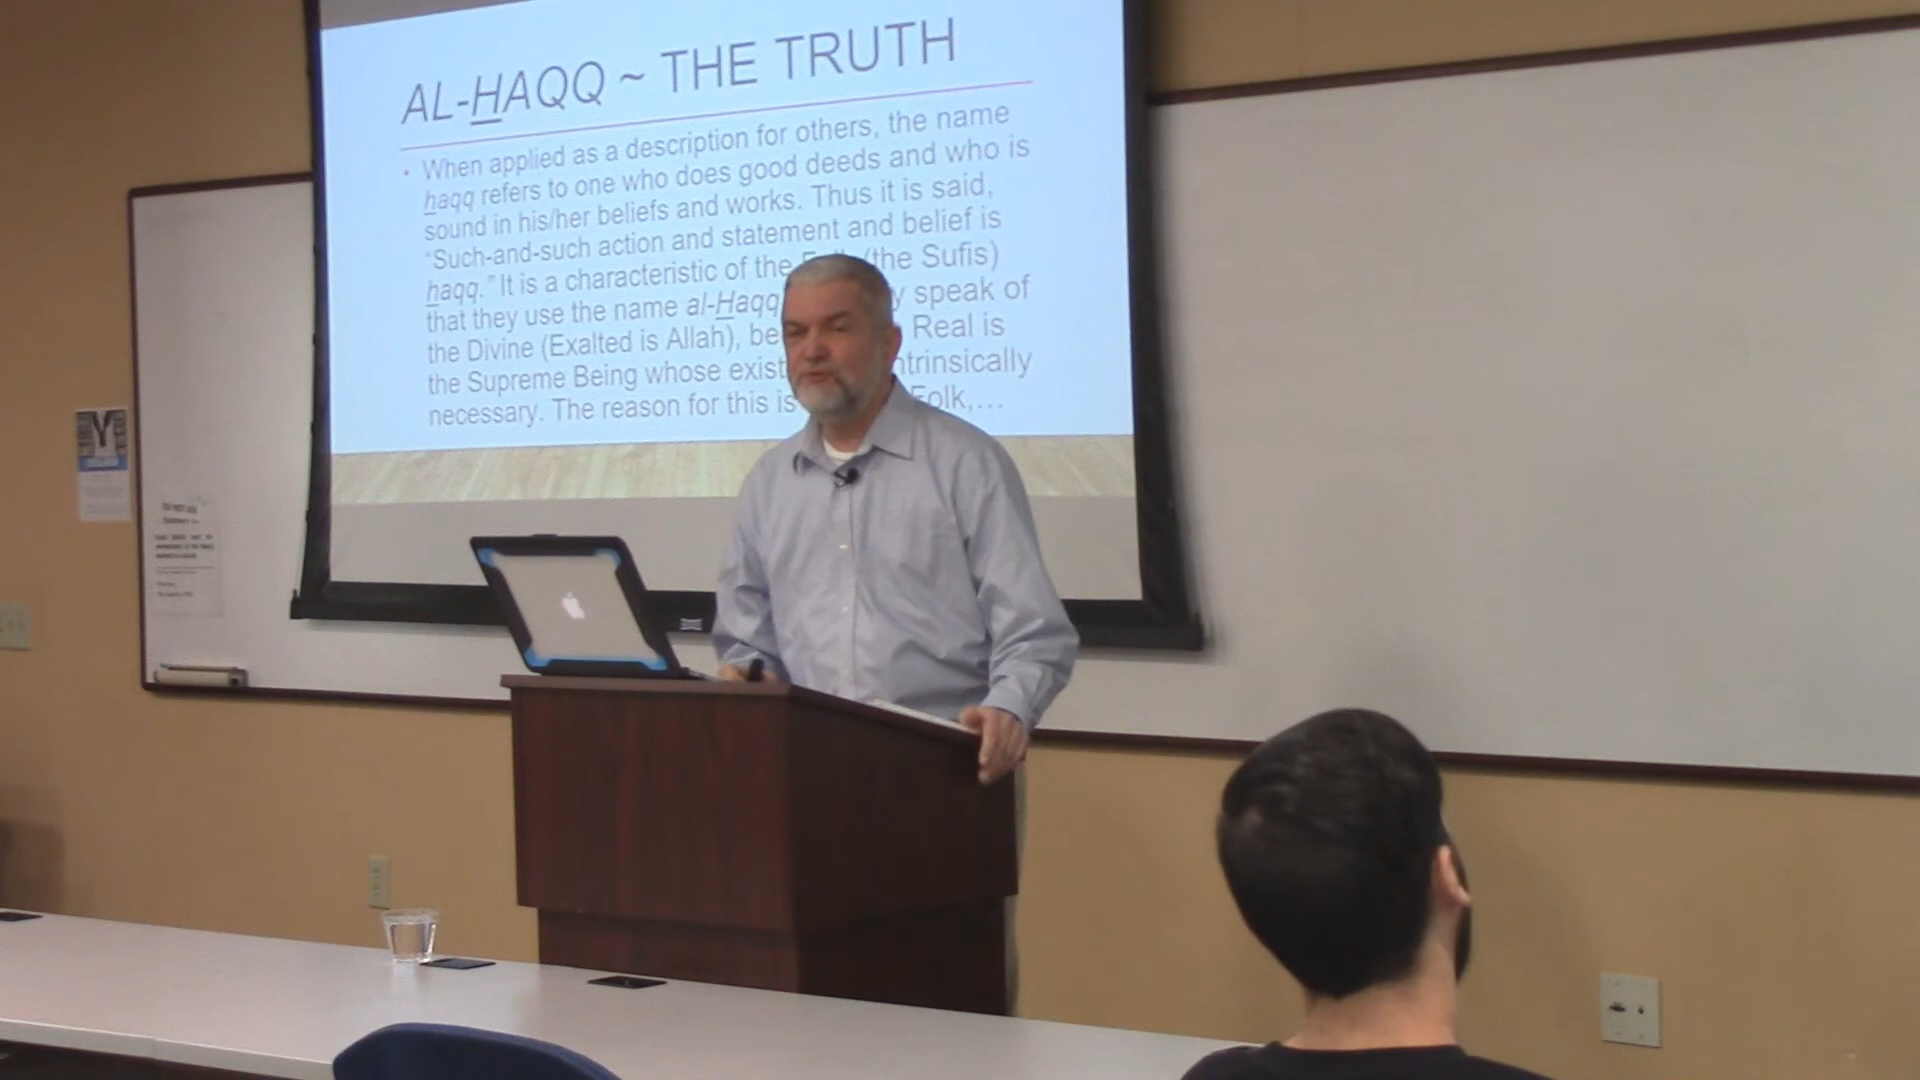 AL-HAQQ ~ THE TRUTH
• When applied as a description for others, the name
haqq refers to one who does good deeds and who is
sound in his/her beliefs and works. Thus it is said,
“Such-and-such action and statement and belief is
haqq.” It is a characteristic of the (the Sufis)
that they use the name al-Haqq speak of
the Divine (Exalted is Allah), Real is
the Supreme Being whose intrinsically
necessary. The reason for this is Folk,…